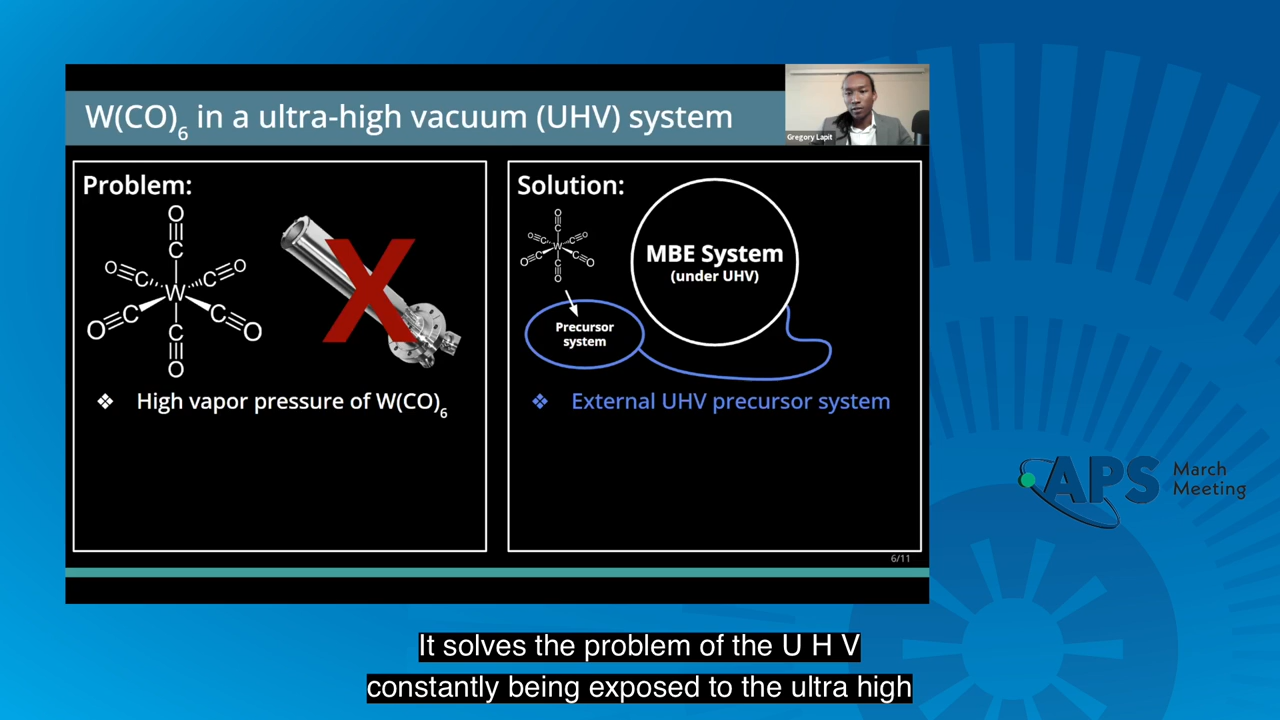 W(CO)6 in a ultra-high vacuum (UHV) system
Gregory Lapit
Problem:
O
C
O C C O
W
O C C O
C
O
❖ High vapor pressure of W(CO)6
Solution:
O
C
O C C O
W
O C C O
C
O
MBE System
(under UHV)
Precursor
system
❖ External UHV precursor system
6/11
APS March
Meeting
It solves the problem of the U H V
constantly being exposed to the ultra high